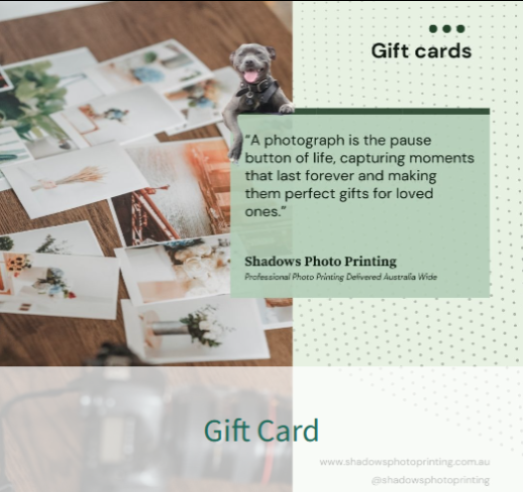 Gift cards
“A photograph is the pause
button of life, capturing moments
that last forever and making
them perfect gifts for loved
ones.”
Shadows Photo Printing
Professional Photo Printing Delivered Australia Wide
Gift Card
www.shadowsphotoprinting.com.au
@shadowsphotoprinting